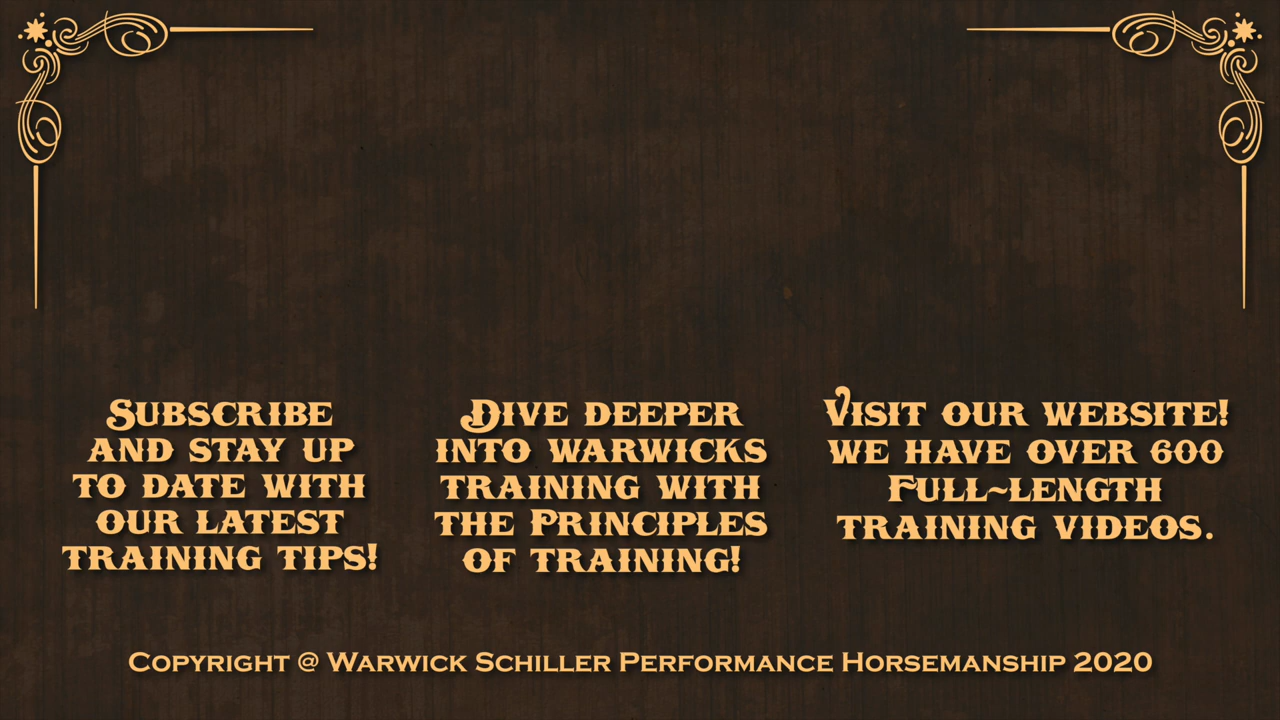 Subscribe
and stay up
to date with
our latest
training tips!
Dive deeper
into Warwicks
training with
the Principles
of training!
Visit our website!
we have over 600
Full~length
training videos.
Copyright @ Warwick Schiller Performance Horsemanship 2020